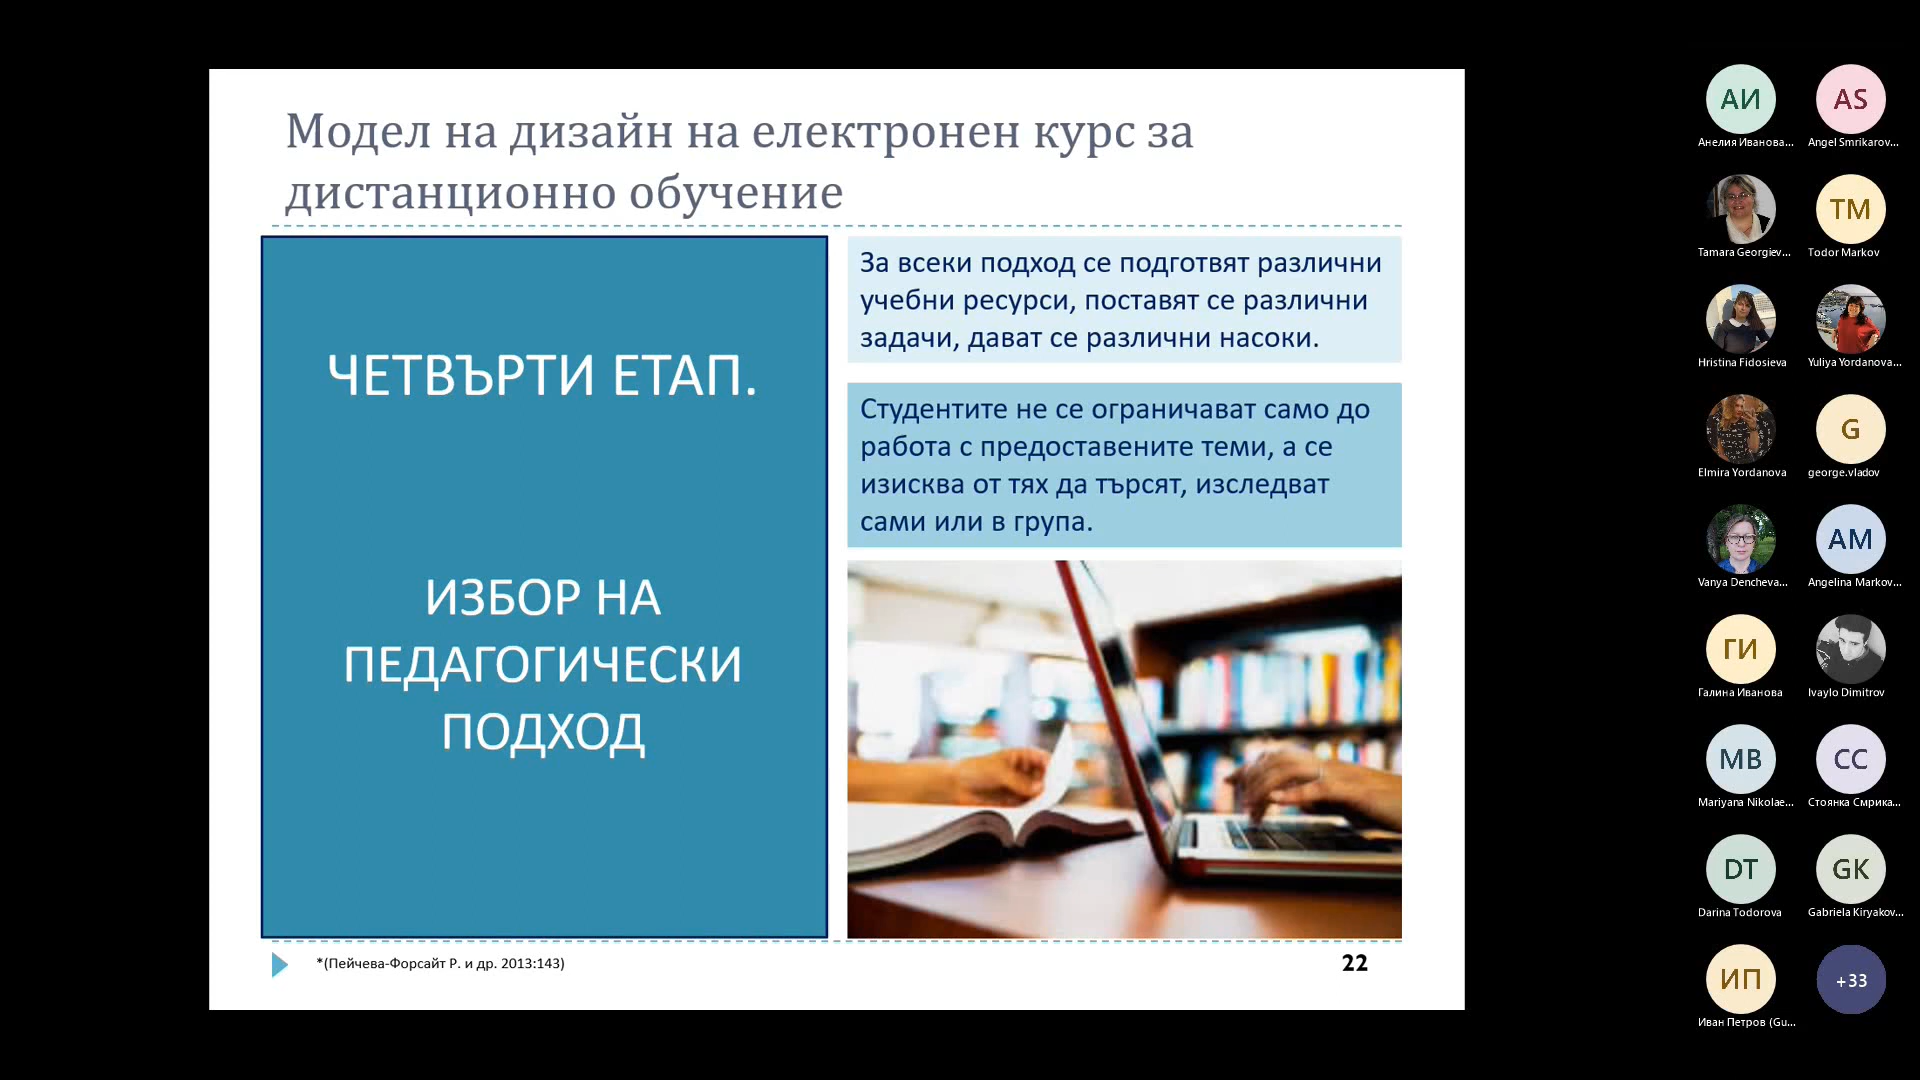 Модел на дизайн на електронен курс за
дистанционно обучение
ЧЕТВЪРТИ ЕТАП.
ИЗБОР НА
ПЕДАГОГИЧЕСКИ
ПОДХОД
За всеки подход се подготвят различни
учебни ресурси, поставят се различни
задачи, дават се различни насоки.
Студентите не се ограничават само до
работа с предоставените теми, а се
изисква от тях да търсят, изследват
сами или в група.
*(Пейчева-Форсайт Р. и др. 2013:143)
22
АИ
Анелия Иванова...
AS
Angel Smrikarov...
Tamara Georgiev...
TM
Todor Markov
Hristina Fidosieva
Yuliya Yordanova...
Elmira Yordanova
G
george.vladov
Vanya Dencheva...
AM
Angelina Markov...
ГИ
Галина Иванова
Ivaylo Dimitrov
MB
Mariyana Nikolae...
СС
Стоянка Смрика...
DT
Darina Todorova
GK
Gabriela Kiryakov...
ИП
Иван Петров (Gu...
+33